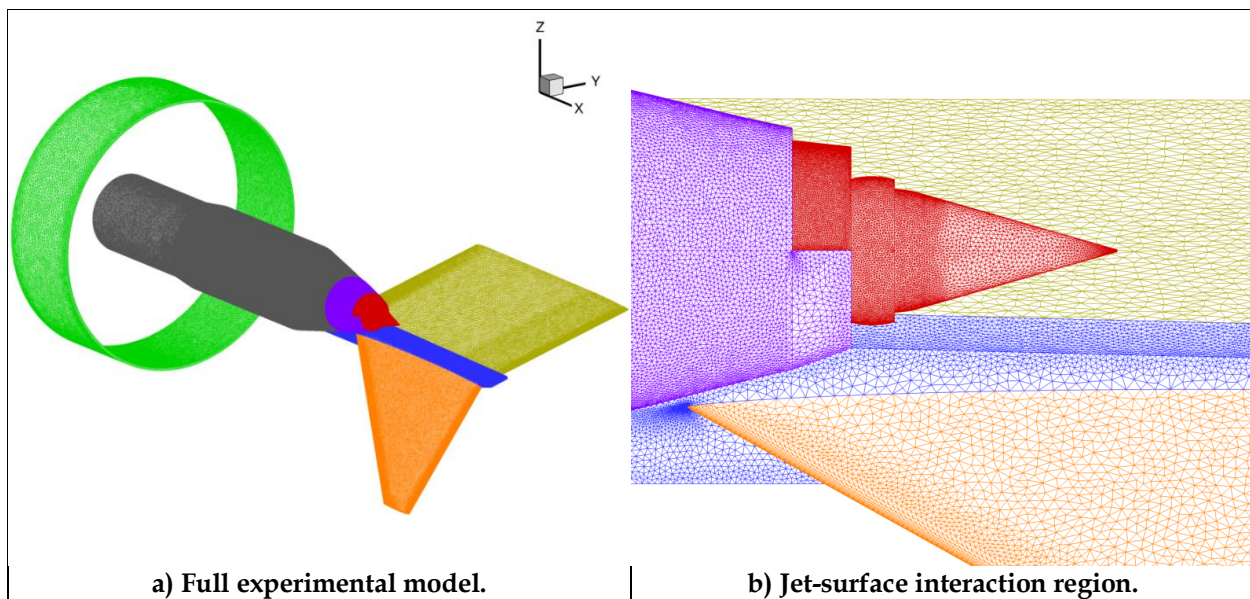 Z
Y
X
a) Full experimental model.
b) Jet-surface interaction region.